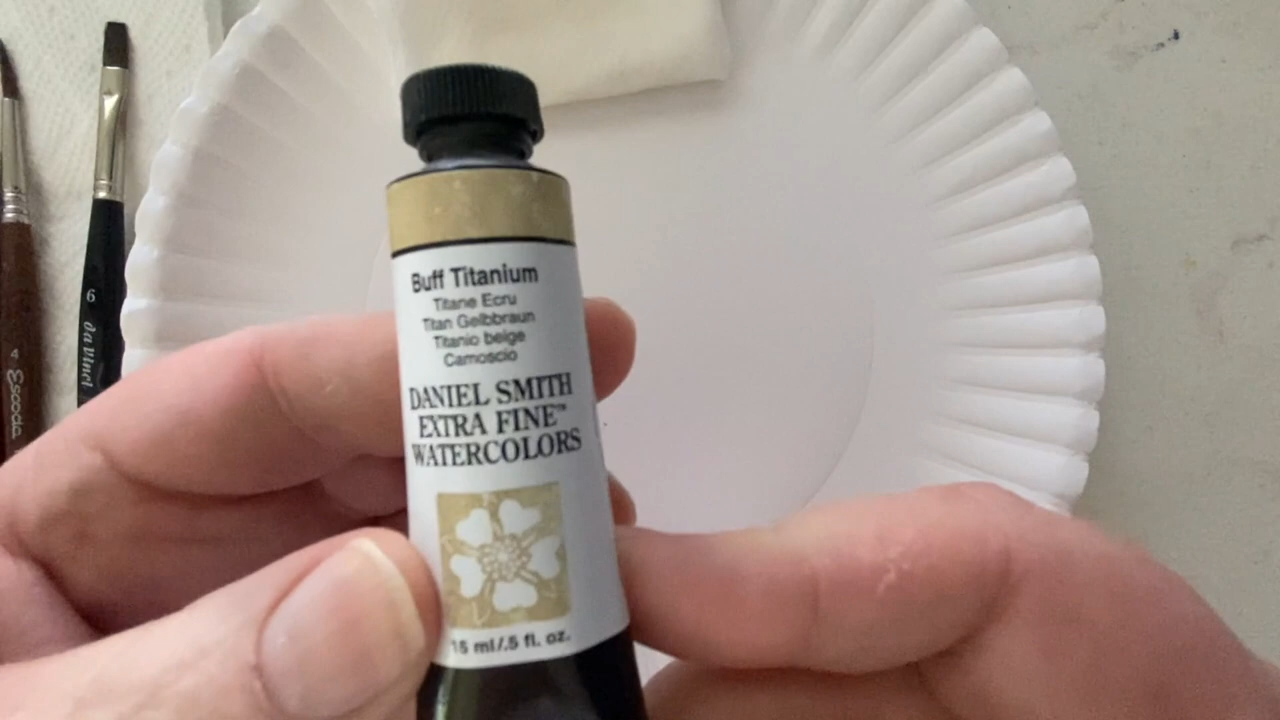 Buff Titanium
Titane Ecru
Titan Gelbbraun
Titanio beige
Camoscio
DANIEL SMITH
EXTRA FINE™
WATERCOLORS
15 ml/.5 fl. oz.
6
da Vinci
4
Escoda